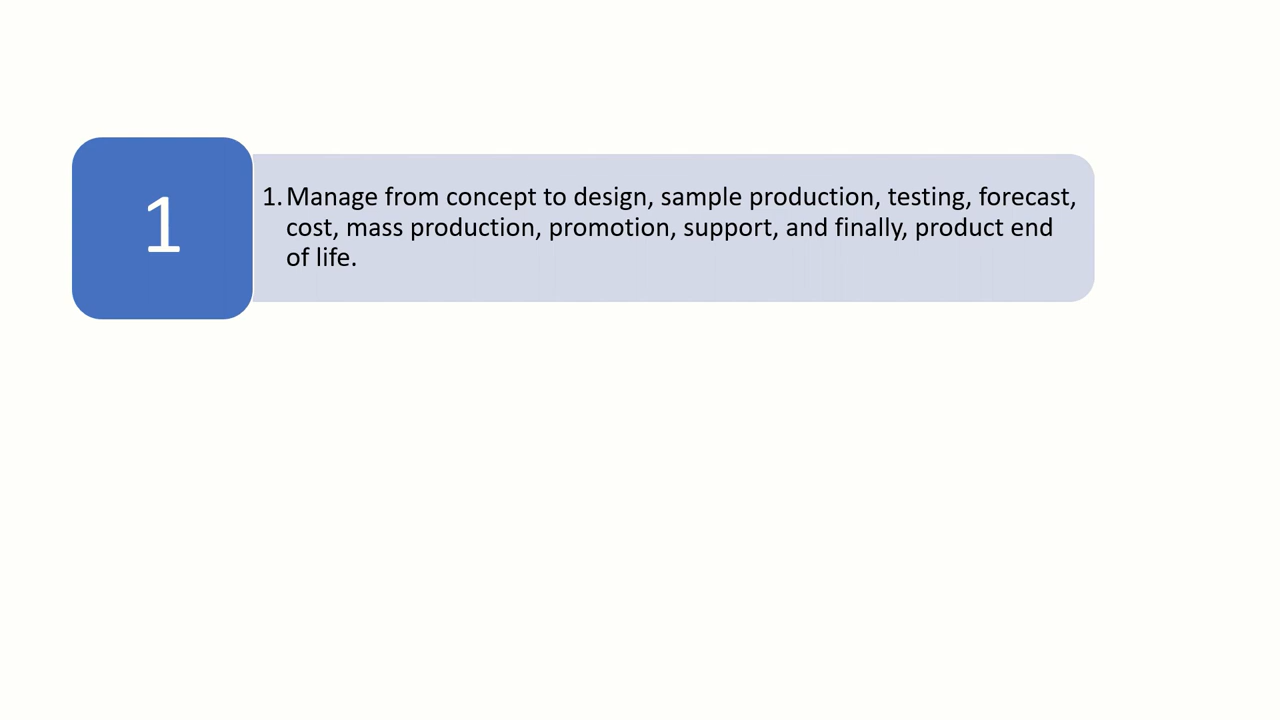 1
1. Manage from concept to design, sample production, testing, forecast,
cost, mass production, promotion, support, and finally, product end
of life.